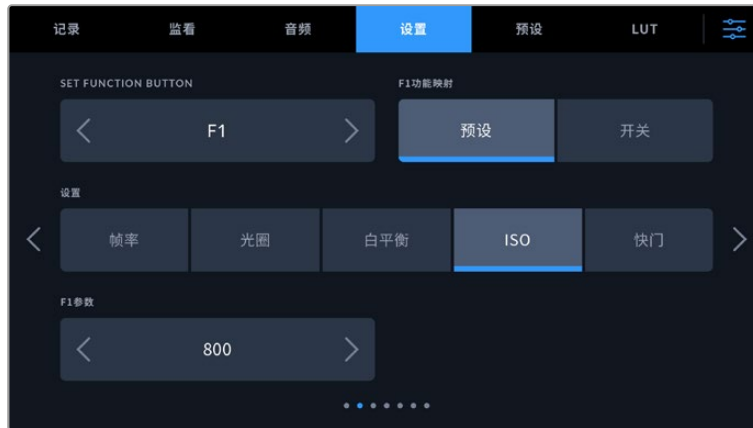 记录 监看 音频 设置 预设 LUT
SET FUNCTION BUTTON F1功能映射
F1 预设 开关
设置
帧率 光圈 白平衡 ISO 快门
F1参数
800